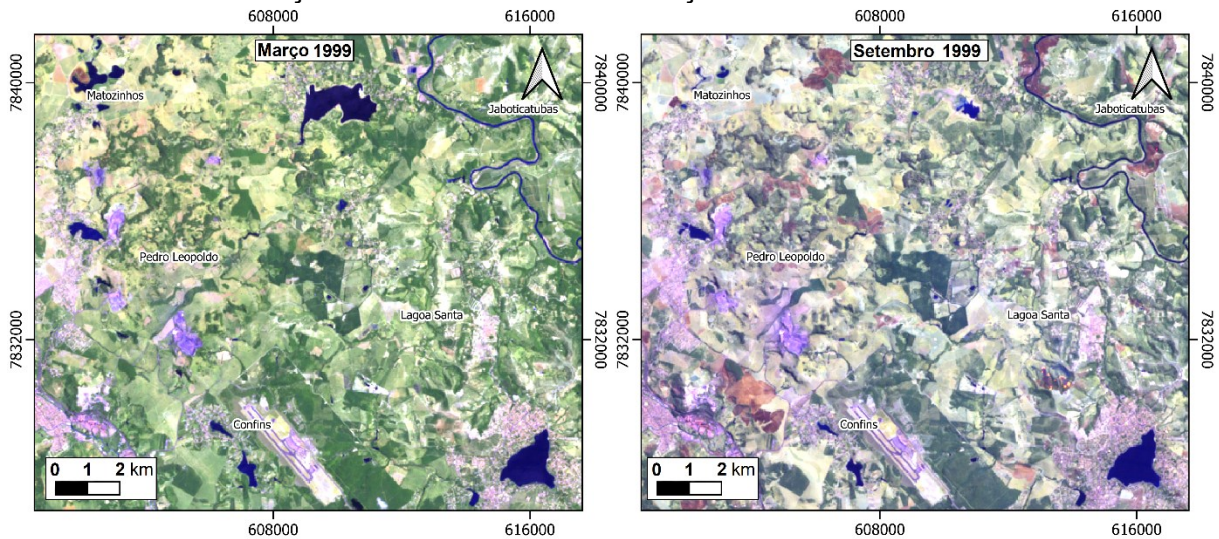 608000 616000 608000 616000
Março 1999
Setembro 1999
7840000 7840000 7840000 7840000
Matozinhos
Jaboticatubas
Matozinhos
Jaboticatubas
Pedro Leopoldo
Pedro Leopoldo
Lagoa Santa
Lagoa Santa
7832000 7832000 7832000 7832000
Confins
Confins
0 1 2 km
0 1 2 km
608000 616000 608000 616000